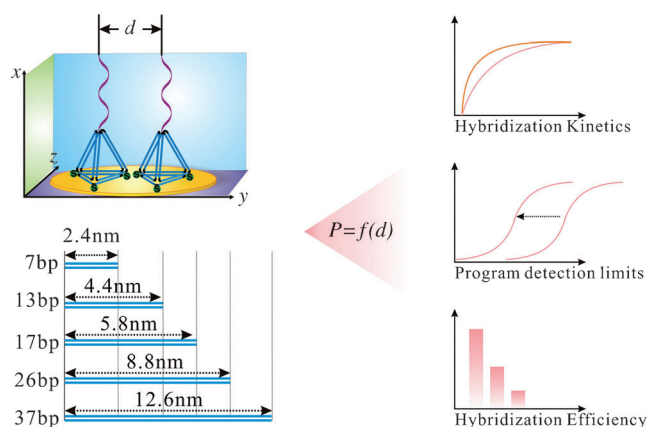 d
x
z
y
S S S S S S
2.4nm
7bp
4.4nm
13bp
5.8nm
17bp
8.8nm
26bp
12.6nm
37bp
P=f(d)
Hybridization Kinetics
Program detection limits
Hybridization Efficiency